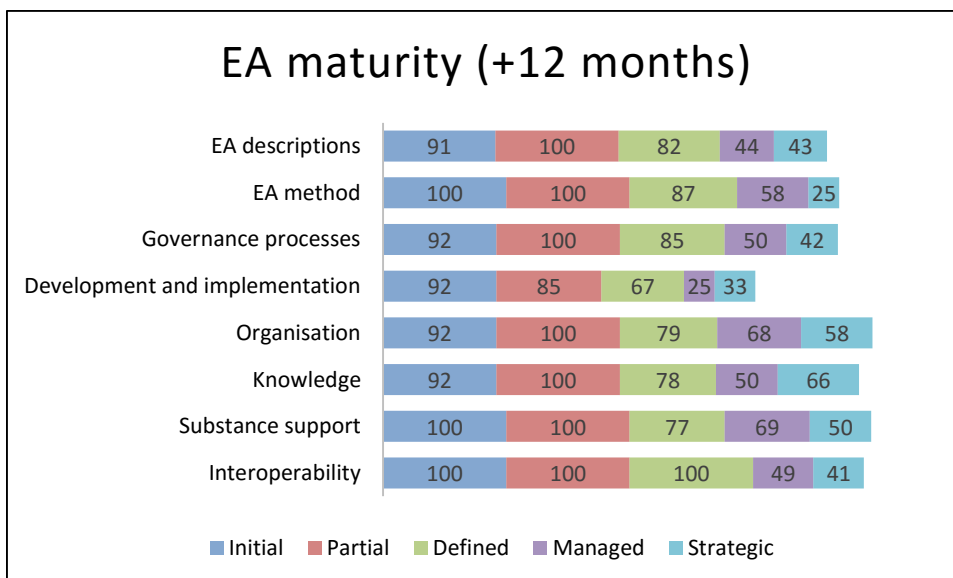 EA maturity (+12 months)
EA descriptions 91 100 82 44 43
EA method 100 100 87 58 25
Governance processes 92 100 85 50 42
Development and implementation 92 85 67 25 33
Organisation 92 100 79 68 58
Knowledge 92 100 78 50 66
Substance support 100 100 77 69 50
Interoperability 100 100 100 49 41
Initial Partial Defined Managed Strategic